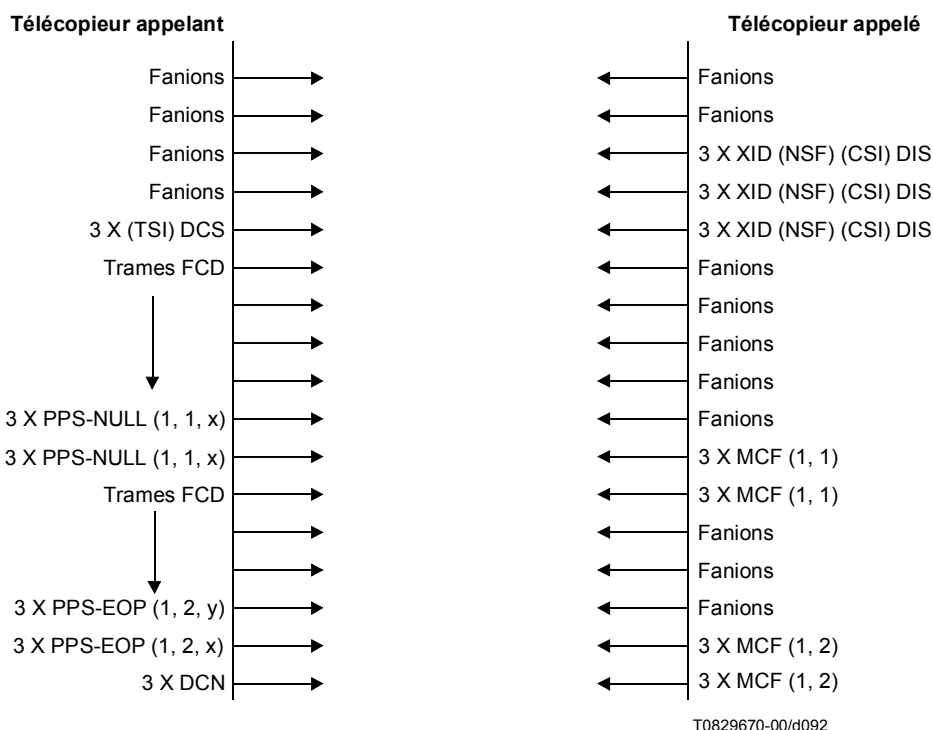 Télécopieur appelant Télécopieur appelé
Fanions Fanions
Fanions Fanions
Fanions 3 X XID (NSF) (CSI) DIS
Fanions 3 X XID (NSF) (CSI) DIS
3 X (TSI) DCS 3 X XID (NSF) (CSI) DIS
Trames FCD Fanions
Fanions
Fanions
Fanions
3 X PPS-NULL (1, 1, x) Fanions
3 X PPS-NULL (1, 1, x) 3 X MCF (1, 1)
Trames FCD 3 X MCF (1, 1)
Fanions
Fanions
3 X PPS-EOP (1, 2, y) Fanions
3 X PPS-EOP (1, 2, x) 3 X MCF (1, 2)
3 X DCN 3 X MCF (1, 2)
T0829670-00/d092